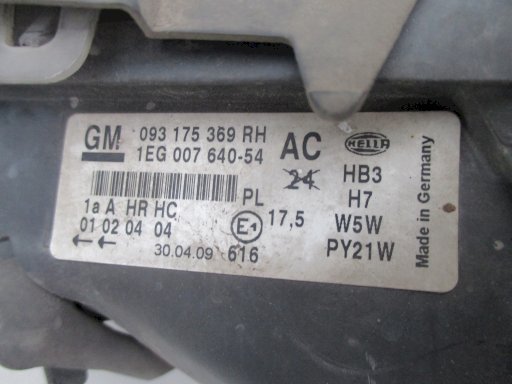 GM 093 175 369 RH AC HELLA
1EG 007 640-54
24 HB3
PL H7
1a A HR HC E1 17,5 W5W
01 02 04 04 PY21W
30.04.09 616
Made in Germany